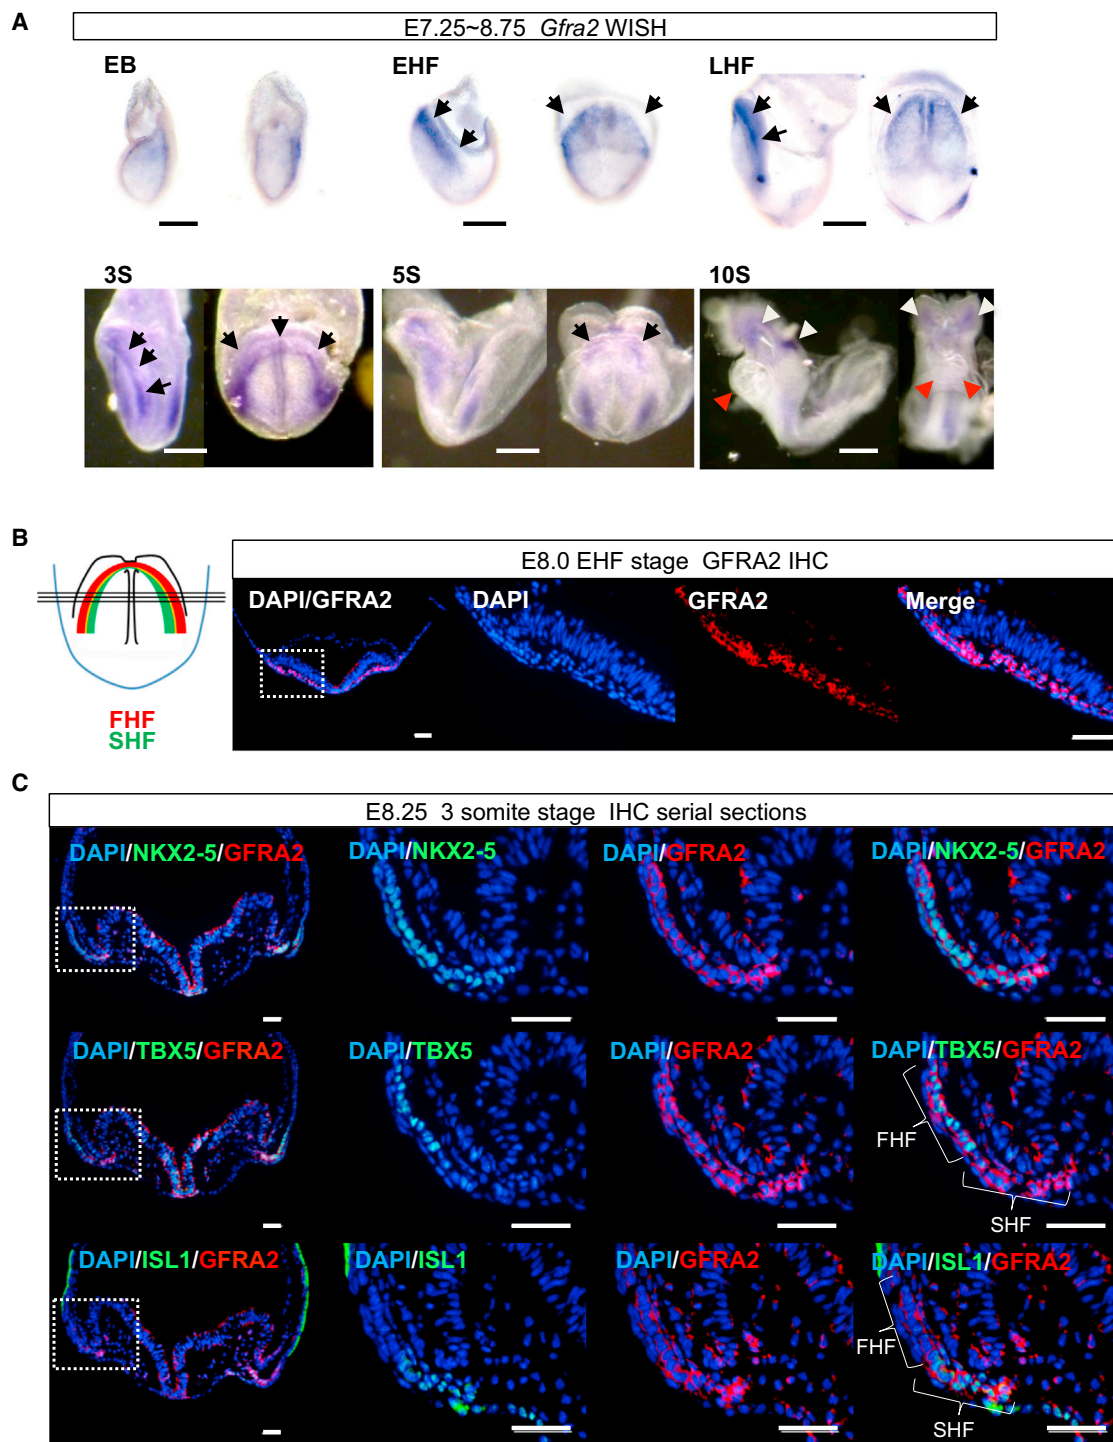 A
E7.25~8.75 Gfra2 WISH
EB
EHF
LHF
3S
5S
10S
B
E8.0 EHF stage GFRA2 IHC
DAPI/GFRA2
DAPI
GFRA2
Merge
FHF
SHF
C
E8.25 3 somite stage IHC serial sections
DAPI/NKX2-5/GFRA2
DAPI/NKX2-5
DAPI/GFRA2
DAPI/NKX2-5/GFRA2
DAPI/TBX5/GFRA2
DAPI/TBX5
DAPI/GFRA2
DAPI/TBX5/GFRA2
FHF
SHF
DAPI/ISL1/GFRA2
DAPI/ISL1
DAPI/GFRA2
DAPI/ISL1/GFRA2
FHF
SHF